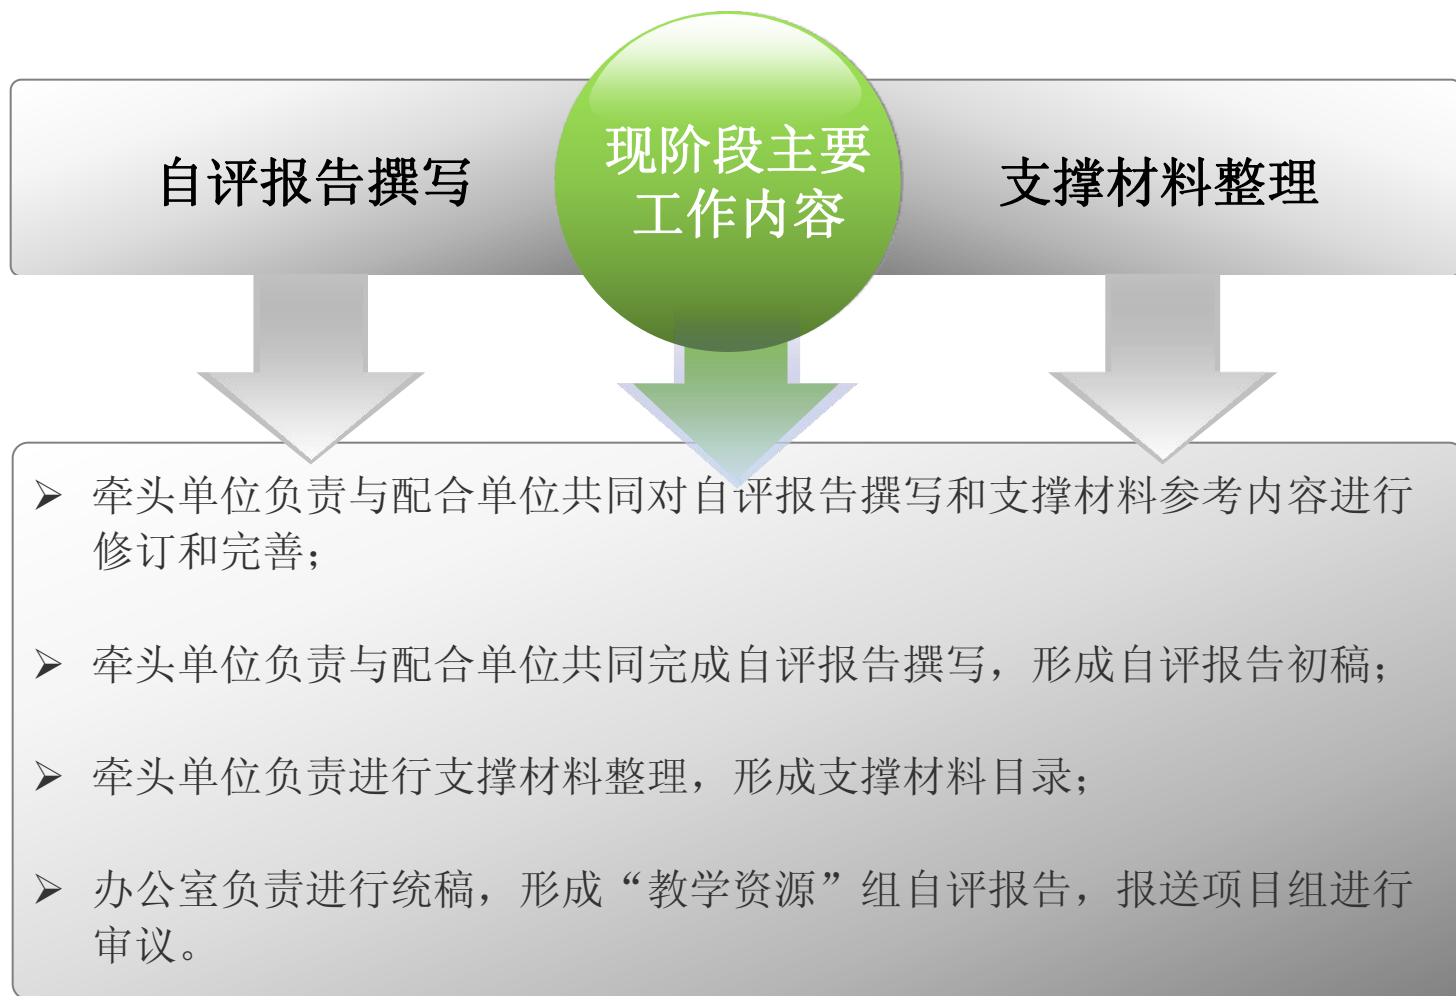 自评报告撰写
现阶段主要
工作内容
支撑材料整理
➢ 牵头单位负责与配合单位共同对自评报告撰写和支撑材料参考内容进行
修订和完善；
➢ 牵头单位负责与配合单位共同完成自评报告撰写，形成自评报告初稿；
➢ 牵头单位负责进行支撑材料整理，形成支撑材料目录；
➢ 办公室负责进行统稿，形成“教学资源”组自评报告，报送项目组进行
审议。